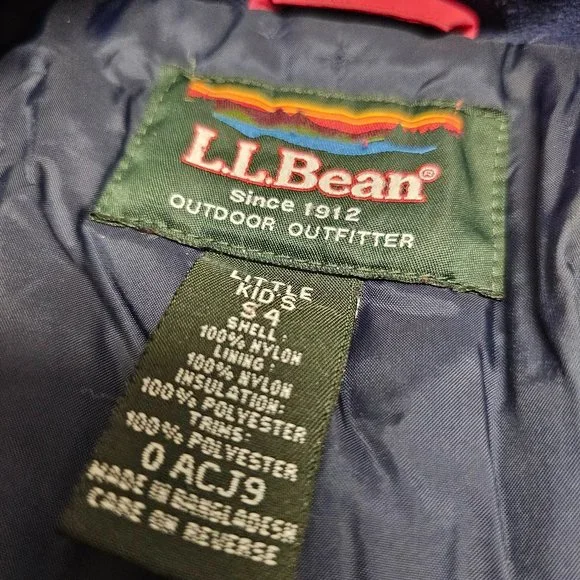 L.L.Bean®
Since 1912
OUTDOOR OUTFITTER
LITTLE
KID'S
S 4
SHELL:
100% NYLON
LINING:
100% NYLON
INSULATION:
100% POLYESTER
TRIMS:
100% POLYESTER
0 ACJ9
MADE IN BANGLADESH
CARE ON REVERSE